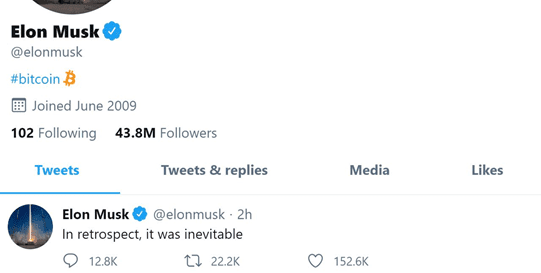 Elon Musk
@elonmusk
#bitcoin
Joined June 2009
102 Following 43.8M Followers
Tweets Tweets & replies Media Likes
Elon Musk @elonmusk · 2h
In retrospect, it was inevitable
12.8K 22.2K 152.6K